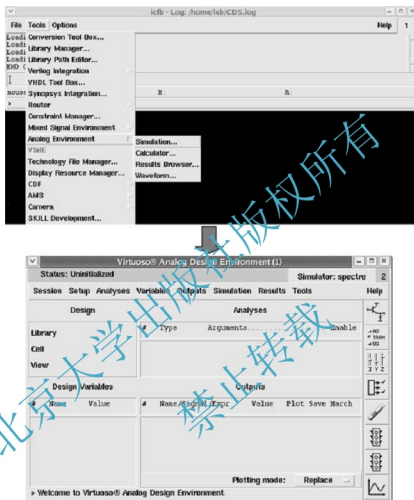 icfb - Log: /home/lxb/CDS.log
File Tools Options Help 1
Conversion Tool Box...
Library Manager...
Library Path Editor...
Verilog Integration
VHDL Tool Box...
Synopsys Integration...
M: R:
Router
Constraint Manager...
Mixed Signal Environment
Analog Environment
VSdE
Technology File Manager...
Display Resource Manager...
CDF
AMS
Camera
SKILL Development...
Simulation...
Calculator...
Results Browser...
Waveform...
Virtuoso® Analog Design Environment (1)
Status: Uninitialized Simulator: spectre 2
Session Setup Analyses Variables Outputs Simulation Results Tools Help
Design Analyses
Library
Cell
View
# Type Arguments Enable
Design Variables Outputs
# Name Value # Name/Signal/Expr Value Plot Save March
Plotting mode: Replace
> Welcome to Virtuoso® Analog Design Environment
北京大学出版社版权所有
禁止转载